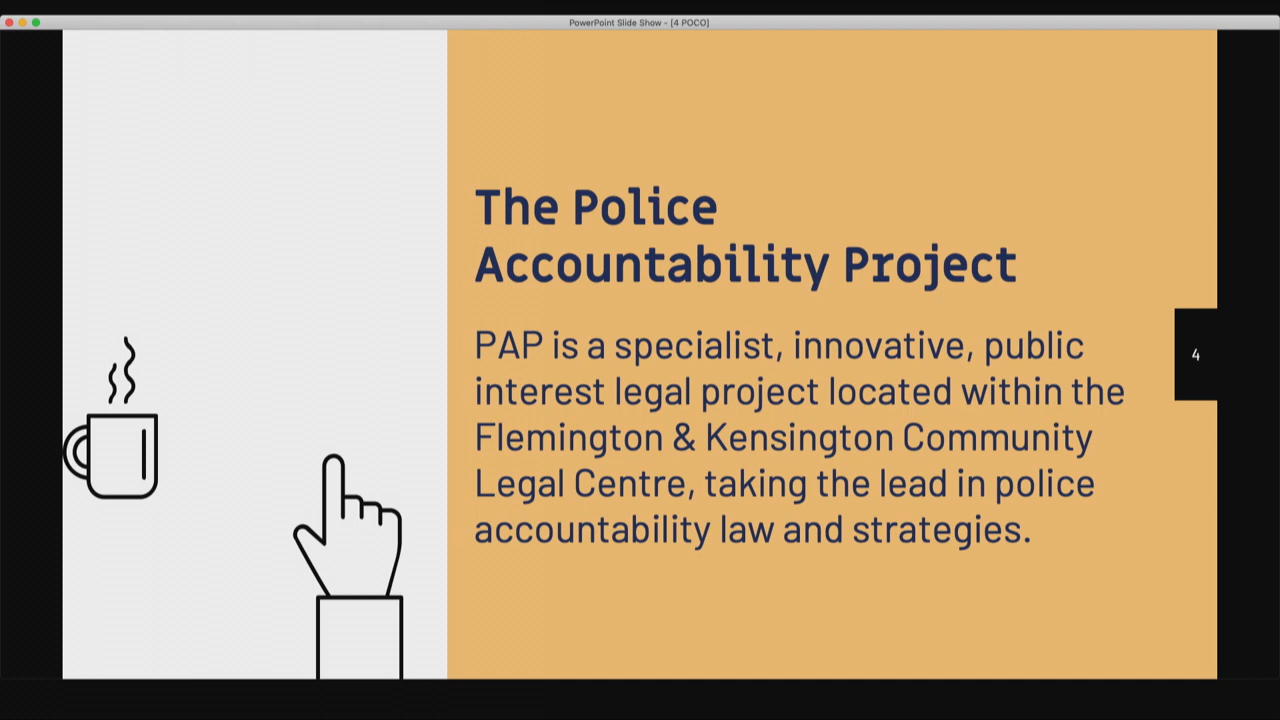 PowerPoint Slide Show - [4 POCO]
The Police
Accountability Project
PAP is a specialist, innovative, public
interest legal project located within the
Flemington & Kensington Community
Legal Centre, taking the lead in police
accountability law and strategies.
4